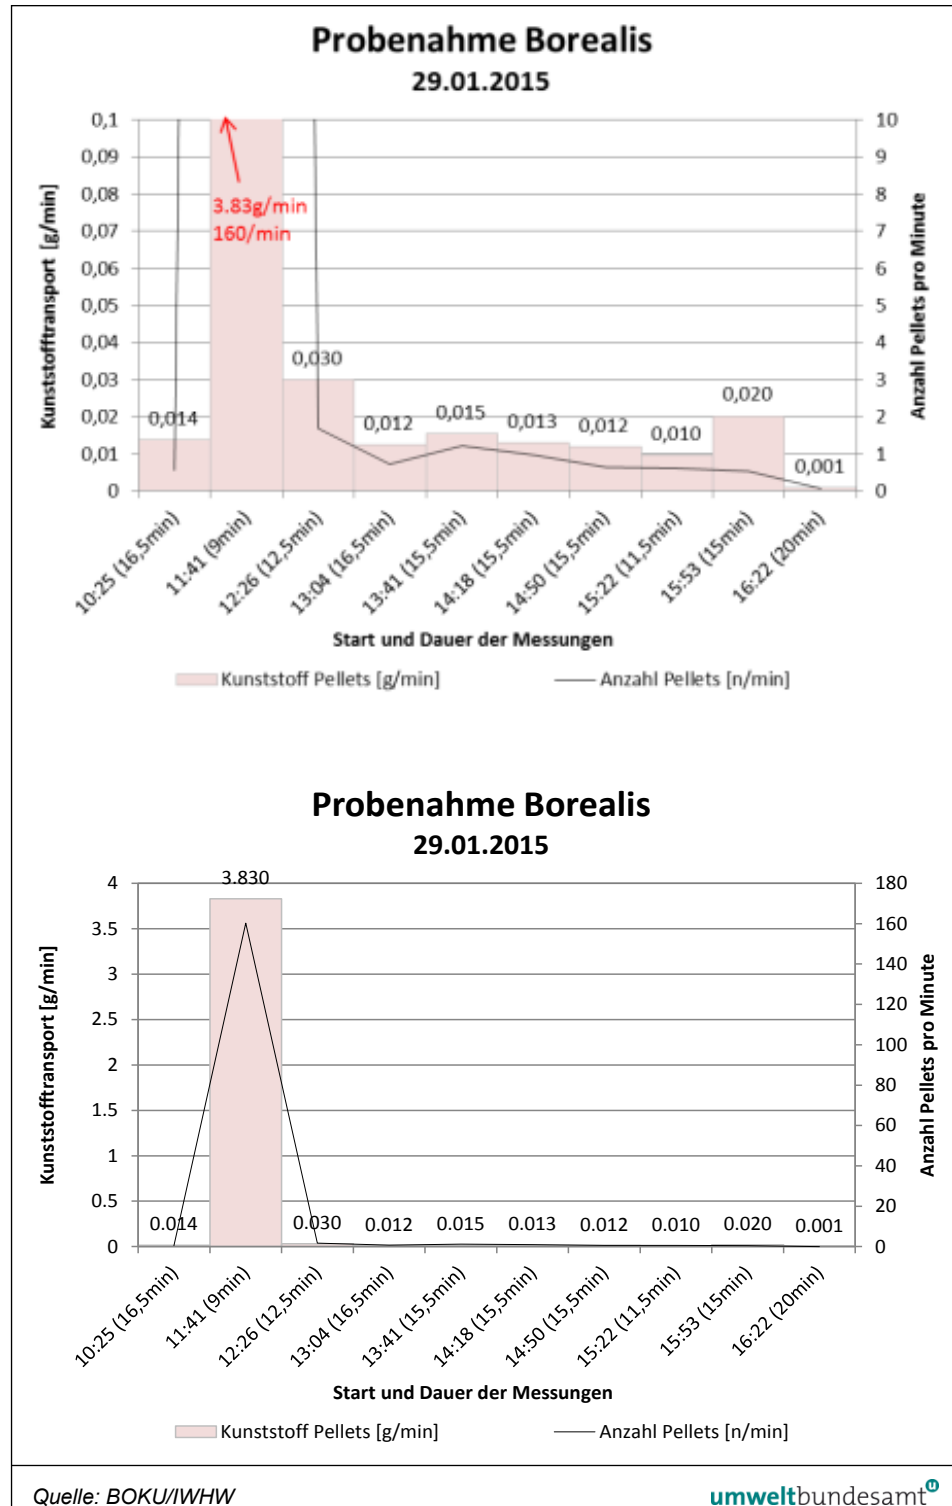 Probenahme Borealis
29.01.2015
Kunststofftransport [g/min]
0,1
0,09
0,08
0,07
0,06
0,05
0,04
0,03
0,02
0,01
0
3.83g/min
160/min
0,014
0,030
0,012
0,015
0,013
0,012
0,010
0,020
0,001
10
9
8
7
6
5
4
3
2
1
0
Anzahl Pellets pro Minute
10:25 (16,5min)
11:41 (9min)
12:26 (12,5min)
13:04 (16,5min)
13:41 (15,5min)
14:18 (15,5min)
14:50 (15,5min)
15:22 (11,5min)
15:53 (15min)
16:22 (20min)
Start und Dauer der Messungen
Kunststoff Pellets [g/min]
Anzahl Pellets [n/min]
Probenahme Borealis
29.01.2015
Kunststofftransport [g/min]
4
3.5
3
2.5
2
1.5
1
0.5
0
3.830
0.014
0.030
0.012
0.015
0.013
0.012
0.010
0.020
0.001
180
160
140
120
100
80
60
40
20
0
Anzahl Pellets pro Minute
10:25 (16,5min)
11:41 (9min)
12:26 (12,5min)
13:04 (16,5min)
13:41 (15,5min)
14:18 (15,5min)
14:50 (15,5min)
15:22 (11,5min)
15:53 (15min)
16:22 (20min)
Start und Dauer der Messungen
Kunststoff Pellets [g/min]
Anzahl Pellets [n/min]
Quelle: BOKU/IWHW
umweltbundesamt